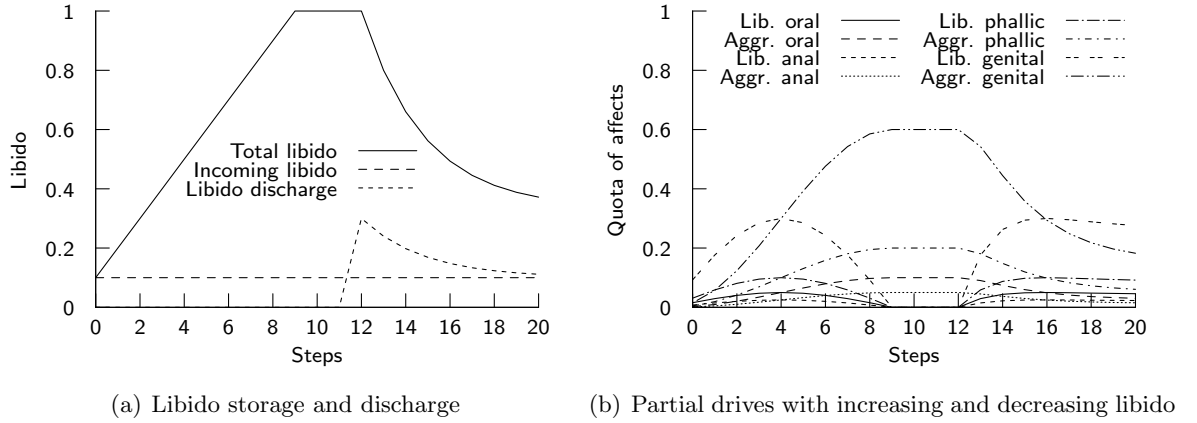 1
0.8
0.6
0.4
0.2
0
Libido
Total libido
Incoming libido
Libido discharge
0 2 4 6 8 10 12 14 16 18 20
Steps
(a) Libido storage and discharge
1
0.8
0.6
0.4
0.2
0
Quota of affects
Lib. oral
Aggr. oral
Lib. anal
Aggr. anal
Lib. phallic
Aggr. phallic
Lib. genital
Aggr. genital
0 2 4 6 8 10 12 14 16 18 20
Steps
(b) Partial drives with increasing and decreasing libido